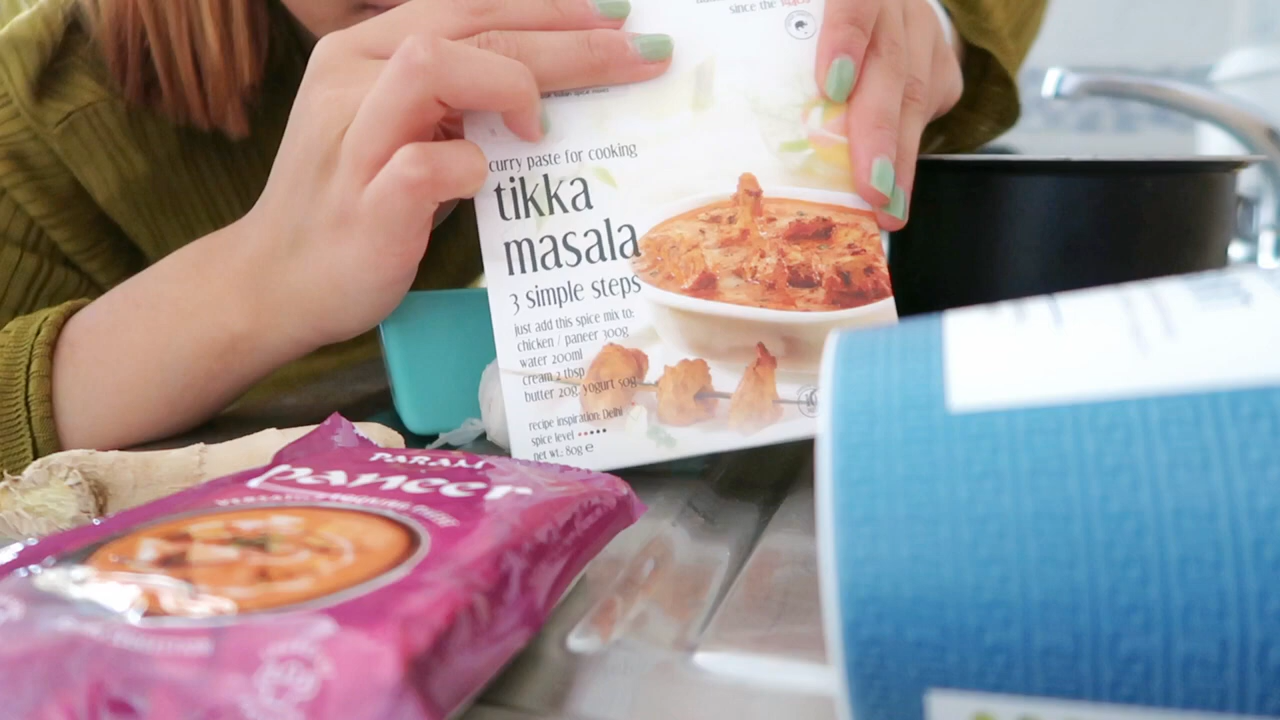 since the
curry paste for cooking
tikka
masala
3 simple steps
just add this spice mix to:
chicken / paneer 300g
water 200ml
cream 2 tbsp
butter 20g, yogurt 50g
recipe inspiration: Delhi
spice level
net wt.: 80g e
PARAM
paneer